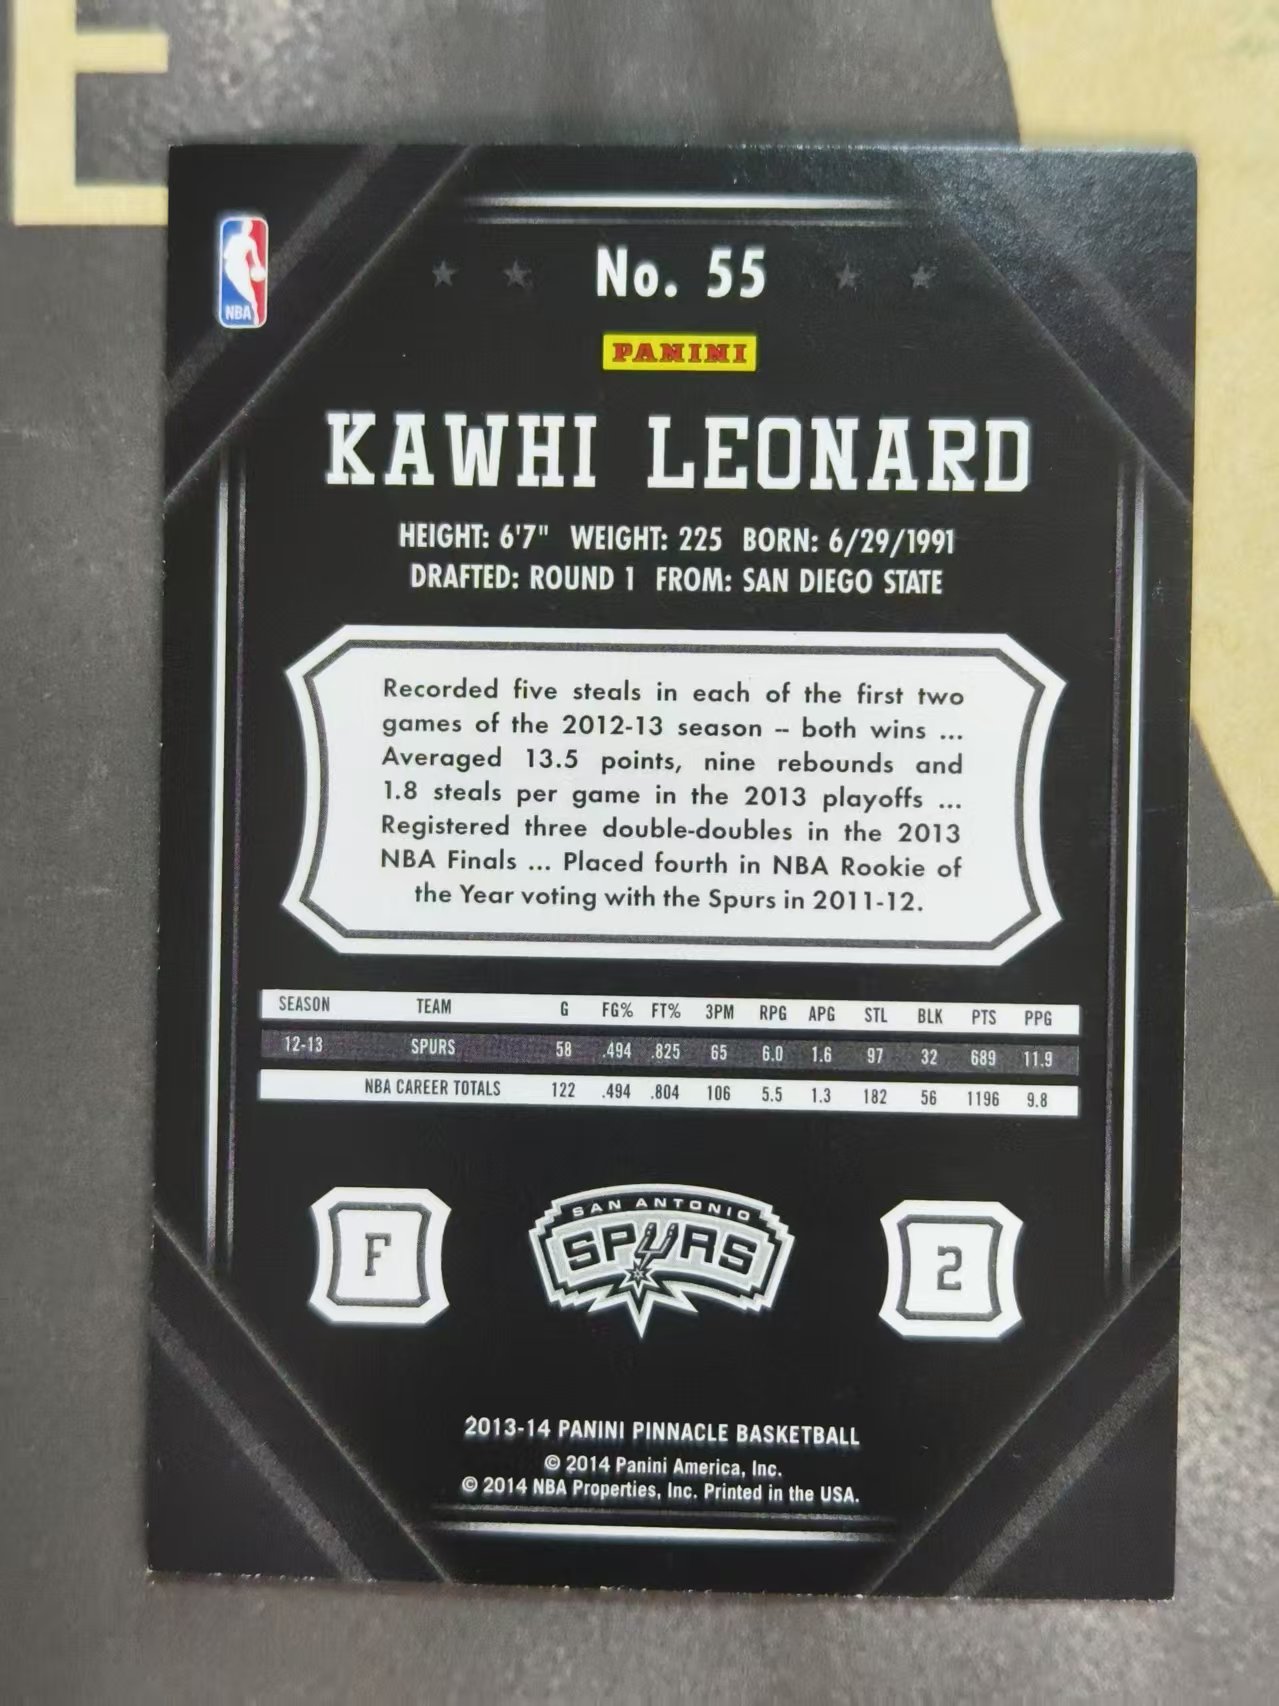 E
NBA
No. 55
PANINI
KAWHI LEONARD
HEIGHT: 6'7" WEIGHT: 225 BORN: 6/29/1991
DRAFTED: ROUND 1 FROM: SAN DIEGO STATE
Recorded five steals in each of the first two
games of the 2012-13 season -- both wins ...
Averaged 13.5 points, nine rebounds and
1.8 steals per game in the 2013 playoffs ...
Registered three double-doubles in the 2013
NBA Finals ... Placed fourth in NBA Rookie of
the Year voting with the Spurs in 2011-12.
SEASON TEAM G FG% FT% 3PM RPG APG STL BLK PTS PPG
12-13 SPURS 58 .494 .825 65 6.0 1.6 97 32 689 11.9
NBA CAREER TOTALS 122 .494 .804 106 5.5 1.3 182 56 1196 9.8
F
SAN ANTONIO
SPURS
2
2013-14 PANINI PINNACLE BASKETBALL
© 2014 Panini America, Inc.
© 2014 NBA Properties, Inc. Printed in the USA.